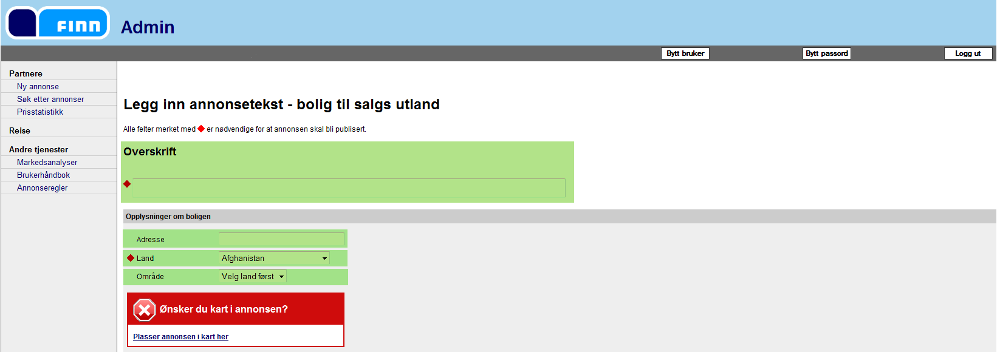 FINN
Admin
Bytt bruker
Bytt passord
Logg ut
Partnere
Ny annonse
Søk etter annonser
Prisstatistikk
Reise
Andre tjenester
Markedsanalyser
Brukerhåndbok
Annonseregler
Legg inn annonsetekst - bolig til salgs utland
Alle felter merket med er nødvendige for at annonsen skal bli publisert.
Overskrift
Opplysninger om boligen
Adresse
Land Afghanistan
Område Velg land først
Ønsker du kart i annonsen?
Plasser annonsen i kart her